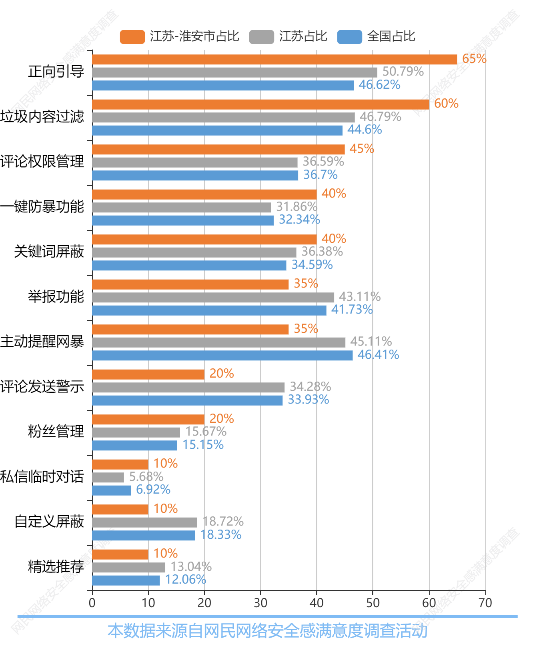 江苏-淮安市占比 江苏占比 全国占比
正向引导 65% 50.79% 46.62%
垃圾内容过滤 60% 46.79% 44.6%
评论权限管理 45% 36.59% 36.7%
一键防暴功能 40% 31.86% 32.34%
关键词屏蔽 40% 36.38% 34.59%
举报功能 35% 43.11% 41.73%
主动提醒网暴 35% 45.11% 46.41%
评论发送警示 20% 34.28% 33.93%
粉丝管理 20% 15.67% 15.15%
私信临时对话 10% 5.68% 6.92%
自定义屏蔽 10% 18.72% 18.33%
精选推荐 10% 13.04% 12.06%
0 10 20 30 40 50 60 70
本数据来源自网民网络安全感满意度调查活动